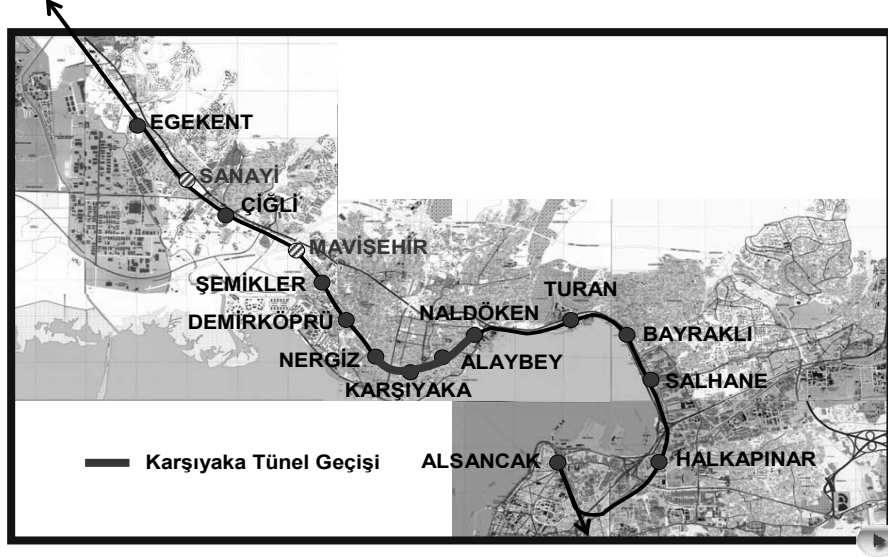 EGEKENT
SANAYİ
ÇİĞLİ
MAVİŞEHİR
ŞEMİKLER
TURAN
DEMİRKÖPRÜ
NALDÖKEN
BAYRAKLI
NERGİZ
ALAYBEY
KARŞIYAKA
SALHANE
Karşıyaka Tünel Geçişi
ALSANCAK
HALKAPINAR